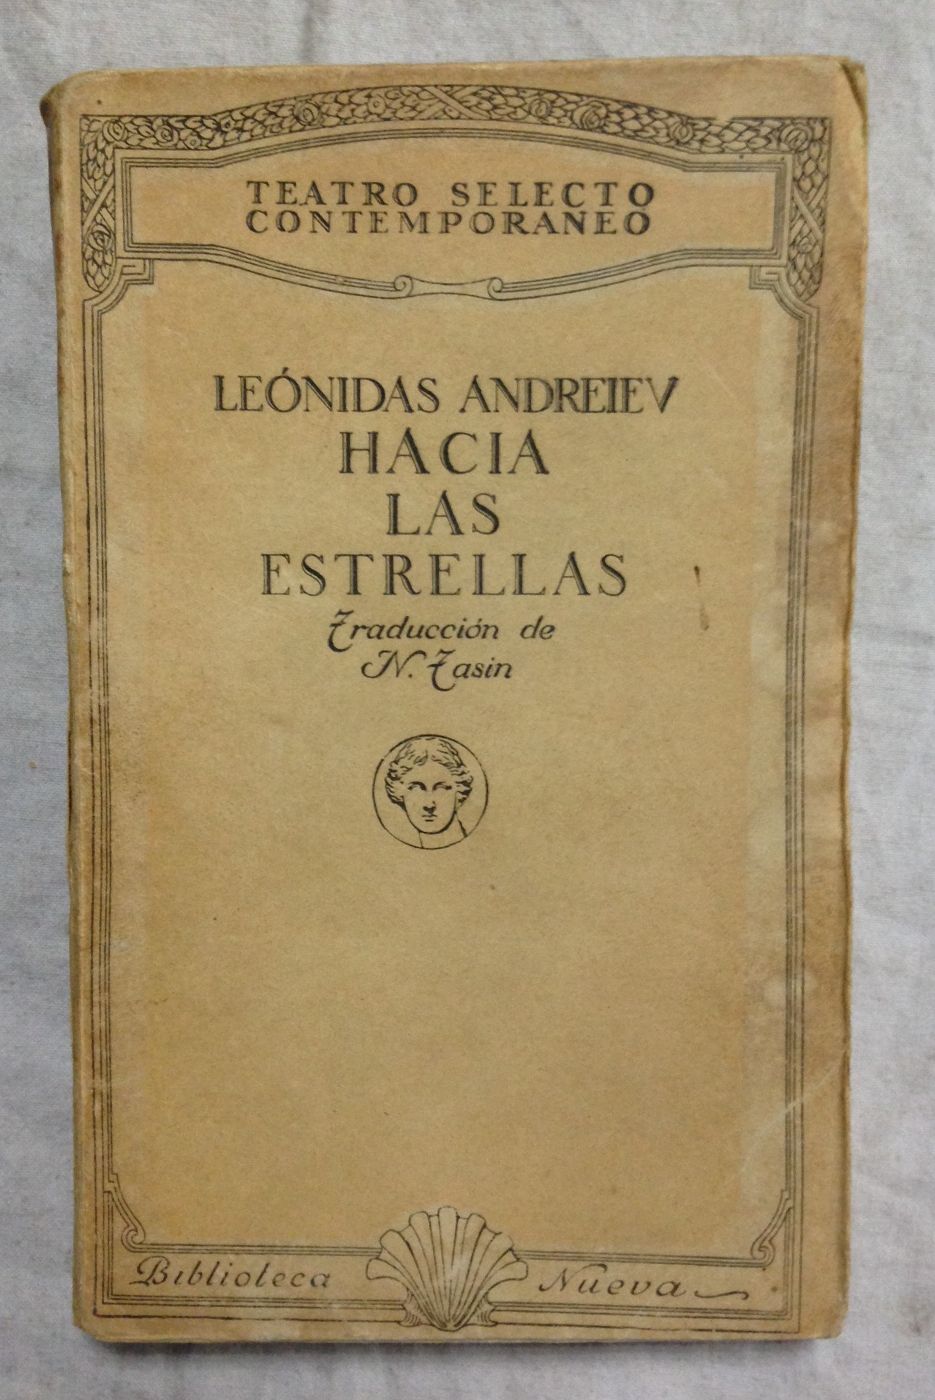 TEATRO SELECTO
CONTEMPORANEO
LEÓNIDAS ANDREIEV
HACIA
LAS
ESTRELLAS
Traducción de
N. Tasin
Biblioteca Nueva